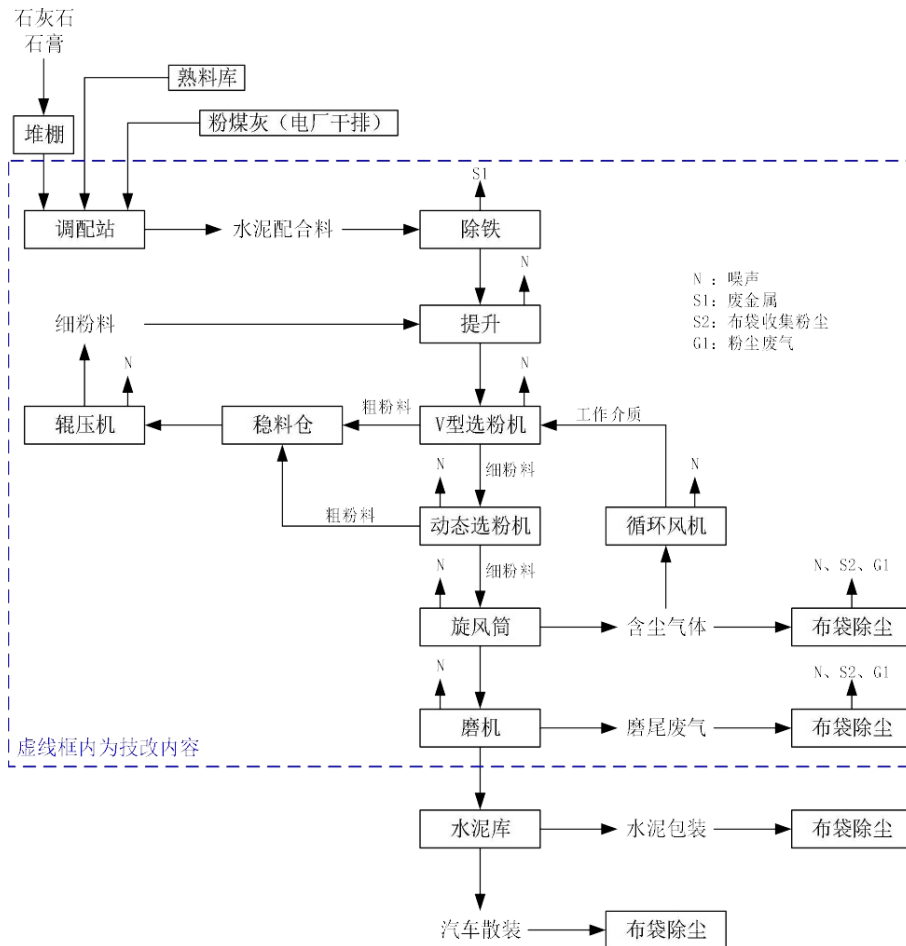 石灰石
石膏
熟料库
堆棚
粉煤灰（电厂干排）
S1
调配站
水泥配合料
除铁
N
N ：噪声
S1：废金属
S2：布袋收集粉尘
G1：粉尘废气
细粉料
提升
N
N
粗粉料
工作介质
辊压机
稳料仓
V型选粉机
细粉料
N
N
粗粉料
动态选粉机
循环风机
细粉料
N
N、S2、G1
旋风筒
含尘气体
布袋除尘
N
N、S2、G1
磨机
磨尾废气
布袋除尘
虚线框内为技改内容
水泥库
水泥包装
布袋除尘
汽车散装
布袋除尘